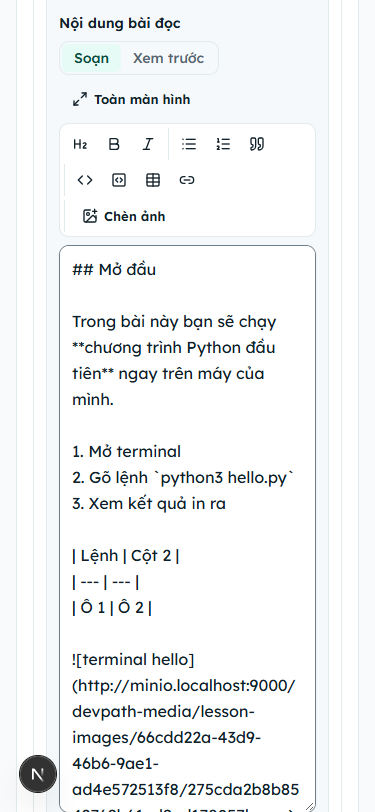 Nội dung bài đọc
Soạn
Xem trước
Toàn màn hình
H₂ B I
Chèn ảnh
## Mở đầu
Trong bài này bạn sẽ chạy
**chương trình Python đầu
tiên** ngay trên máy của
mình.
1. Mở terminal
2. Gõ lệnh `python3 hello.py`
3. Xem kết quả in ra
| Lệnh | Cột 2 |
| --- | --- |
| Ô 1 | Ô 2 |
![terminal hello]
(http://minio.localhost:9000/
devpath-media/lesson-
images/66cdd22a-43d9-
46b6-9ae1-
ad4e572513f8/275cda2b8b85
N